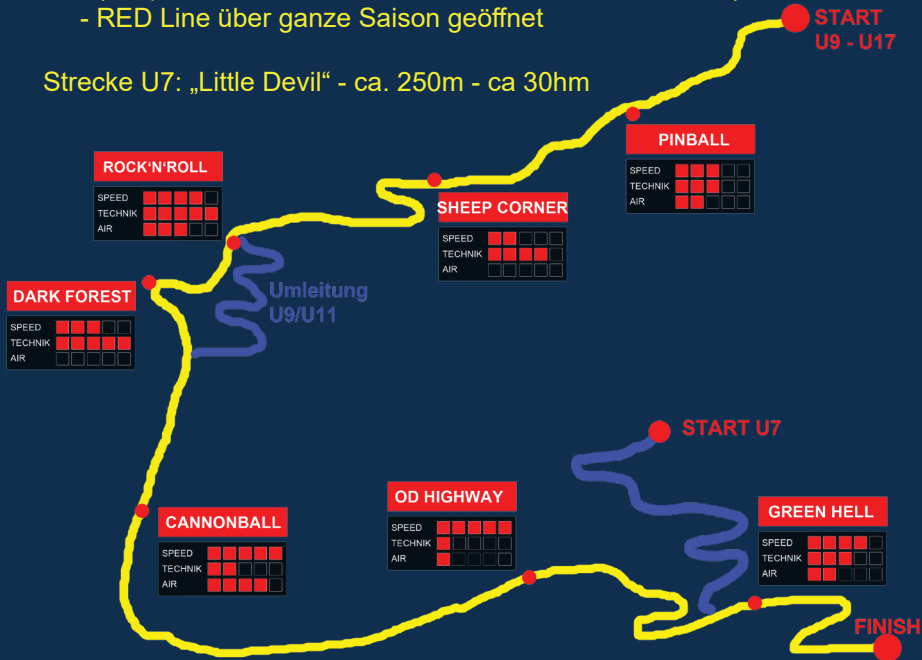 - RED Line über ganze Saison geöffnet
Strecke U7: „Little Devil“ - ca. 250m - ca 30hm
START
U9 - U17
PINBALL
SPEED
TECHNIK
AIR
ROCK‘N‘ROLL
SPEED
TECHNIK
AIR
SHEEP CORNER
SPEED
TECHNIK
AIR
Umleitung
U9/U11
DARK FOREST
SPEED
TECHNIK
AIR
START U7
OD HIGHWAY
SPEED
TECHNIK
AIR
GREEN HELL
SPEED
TECHNIK
AIR
CANNONBALL
SPEED
TECHNIK
AIR
FINISH